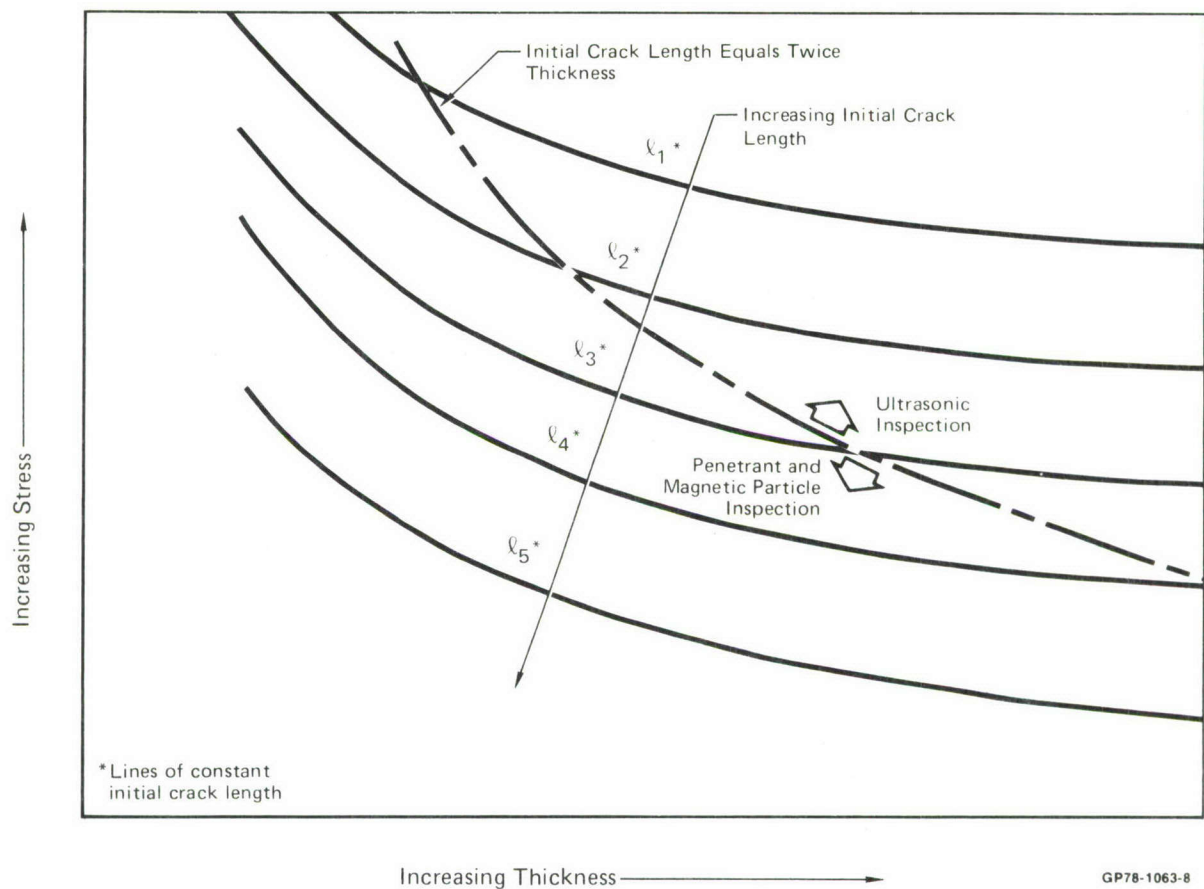 Initial Crack Length Equals Twice
Thickness
Increasing Initial Crack
Length
ℓ1*
ℓ2*
ℓ3*
ℓ4*
ℓ5*
Ultrasonic
Inspection
Penetrant and
Magnetic Particle
Inspection
Increasing Stress
*Lines of constant
initial crack length
Increasing Thickness
GP78-1063-8